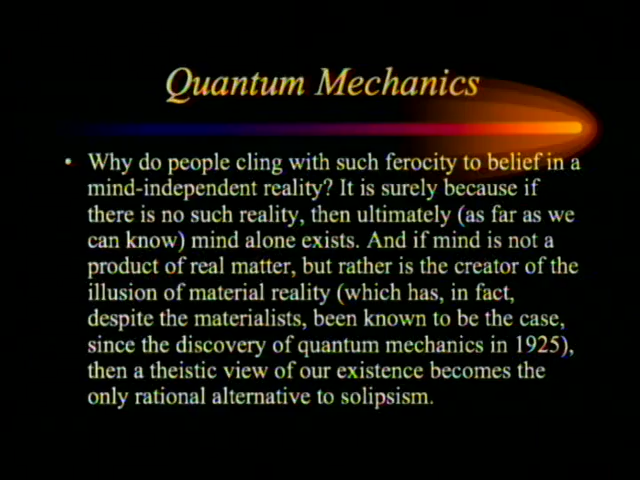 Quantum Mechanics
• Why do people cling with such ferocity to belief in a
mind-independent reality? It is surely because if
there is no such reality, then ultimately (as far as we
can know) mind alone exists. And if mind is not a
product of real matter, but rather is the creator of the
illusion of material reality (which has, in fact,
despite the materialists, been known to be the case,
since the discovery of quantum mechanics in 1925),
then a theistic view of our existence becomes the
only rational alternative to solipsism.